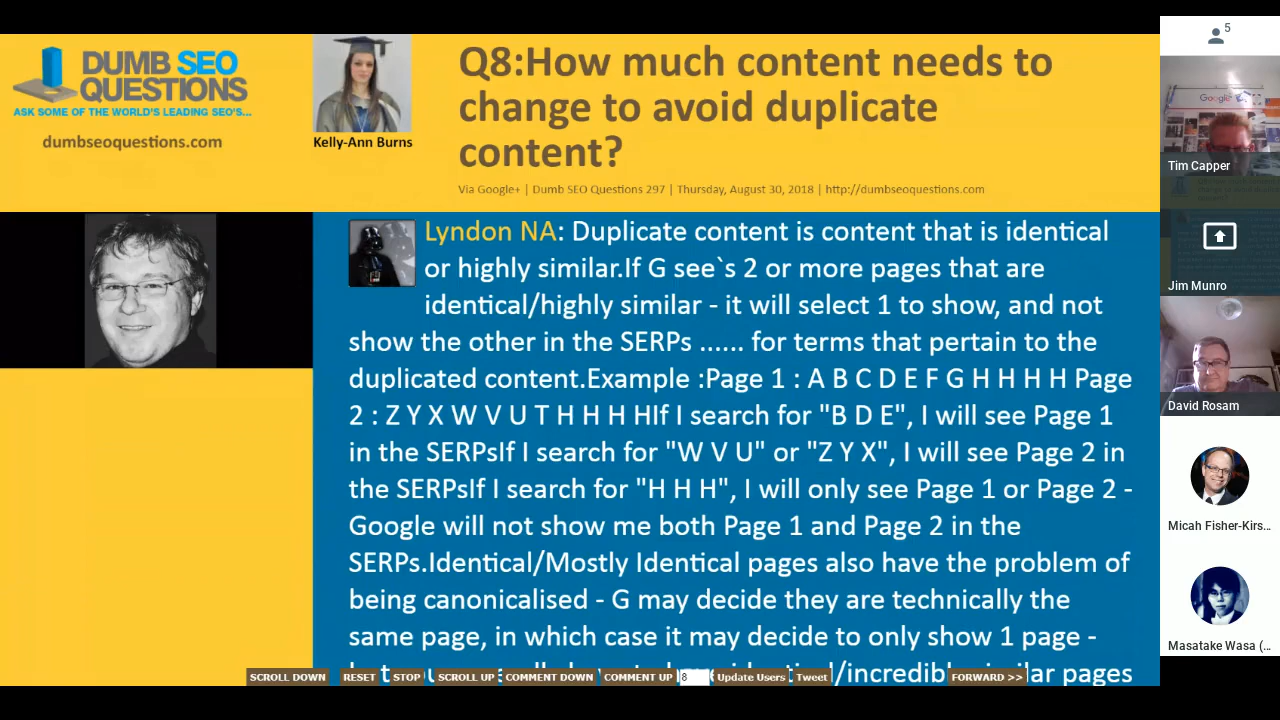 DUMB SEO
QUESTIONS
ASK SOME OF THE WORLD'S LEADING SEO'S...
dumbseoquestions.com
Kelly-Ann Burns
Q8:How much content needs to
change to avoid duplicate
content?
Via Google+ | Dumb SEO Questions 297 | Thursday, August 30, 2018 | http://dumbseoquestions.com
Lyndon NA: Duplicate content is content that is identical
or highly similar.If G see`s 2 or more pages that are
identical/highly similar - it will select 1 to show, and not
show the other in the SERPs ...... for terms that pertain to the
duplicated content.Example :Page 1 : A B C D E F G H H H H Page
2 : Z Y X W V U T H H H HIf I search for "B D E", I will see Page 1
in the SERPsIf I search for "W V U" or "Z Y X", I will see Page 2 in
the SERPsIf I search for "H H H", I will only see Page 1 or Page 2 -
Google will not show me both Page 1 and Page 2 in the
SERPs.Identical/Mostly Identical pages also have the problem of
being canonicalised - G may decide they are technically the
same page, in which case it may decide to only show 1 page -
similar pages
SCROLL DOWN RESET STOP SCROLL UP COMMENT DOWN COMMENT UP 8 Update Users Tweet FORWARD >>
5
Google
Tim Capper
Jim Munro
David Rosam
Micah Fisher-Kirs...
Masatake Wasa (...